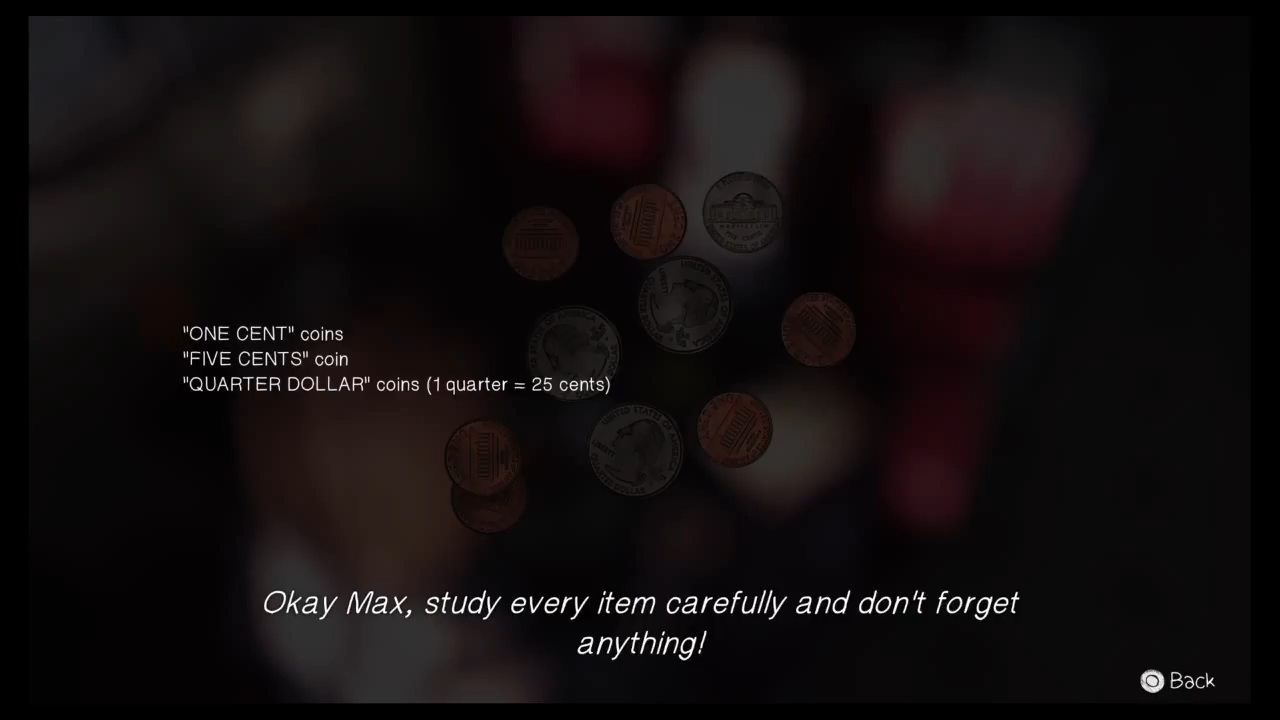 "ONE CENT" coins
"FIVE CENTS" coin
"QUARTER DOLLAR" coins (1 quarter = 25 cents)
Okay Max, study every item carefully and don't forget
anything!
Back